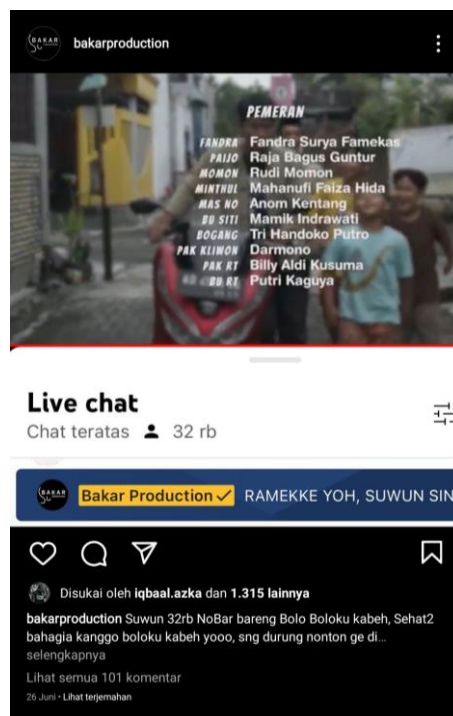 BAKAR
bakarproduction
PEMERAN
FANDRA Fandra Surya Famekas
PAIJO Raja Bagus Guntur
MOMON Rudi Momon
MINTHUL Mahanufi Faiza Hida
MAS NO Anom Kentang
BU SITI Mamik Indrawati
BOGANG Tri Handoko Putro
PAK KLIWON Darmono
PAK RT Billy Aldi Kusuma
BU RT Putri Kaguya
Live chat
Chat teratas 32 rb
BAKAR
Bakar Production RAMEKKE YOH, SUWUN SIN
Disukai oleh iqbaal.azka dan 1.315 lainnya
bakarproduction Suwun 32rb NoBar bareng Bolo Boloku kabeh, Sehat2
bahagia kanggo boloku kabeh yooo, sng durung nonton ge di...
selengkapnya
Lihat semua 101 komentar
26 Juni • Lihat terjemahan